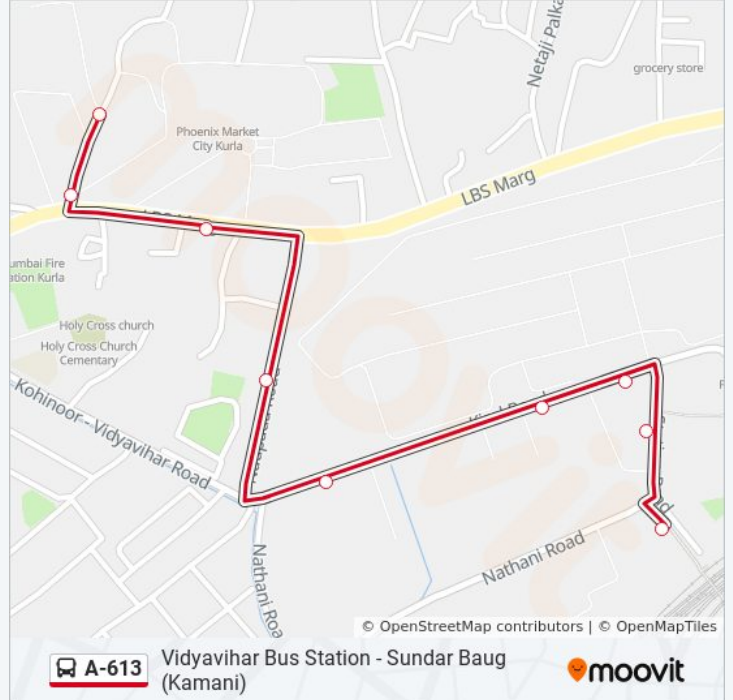 Netaji Palka
grocery store
Phoenix Market
City Kurla
LBS Marg
umbai Fire
ation Kurla
Holy Cross church
Holy Cross Church
Cementary
Kohinoor - Vidyavihar Road
Nathani Road
Nathani Roa
© OpenStreetMap contributors | © OpenMapTiles
A-613
Vidyavihar Bus Station - Sundar Baug
(Kamani)
moovit